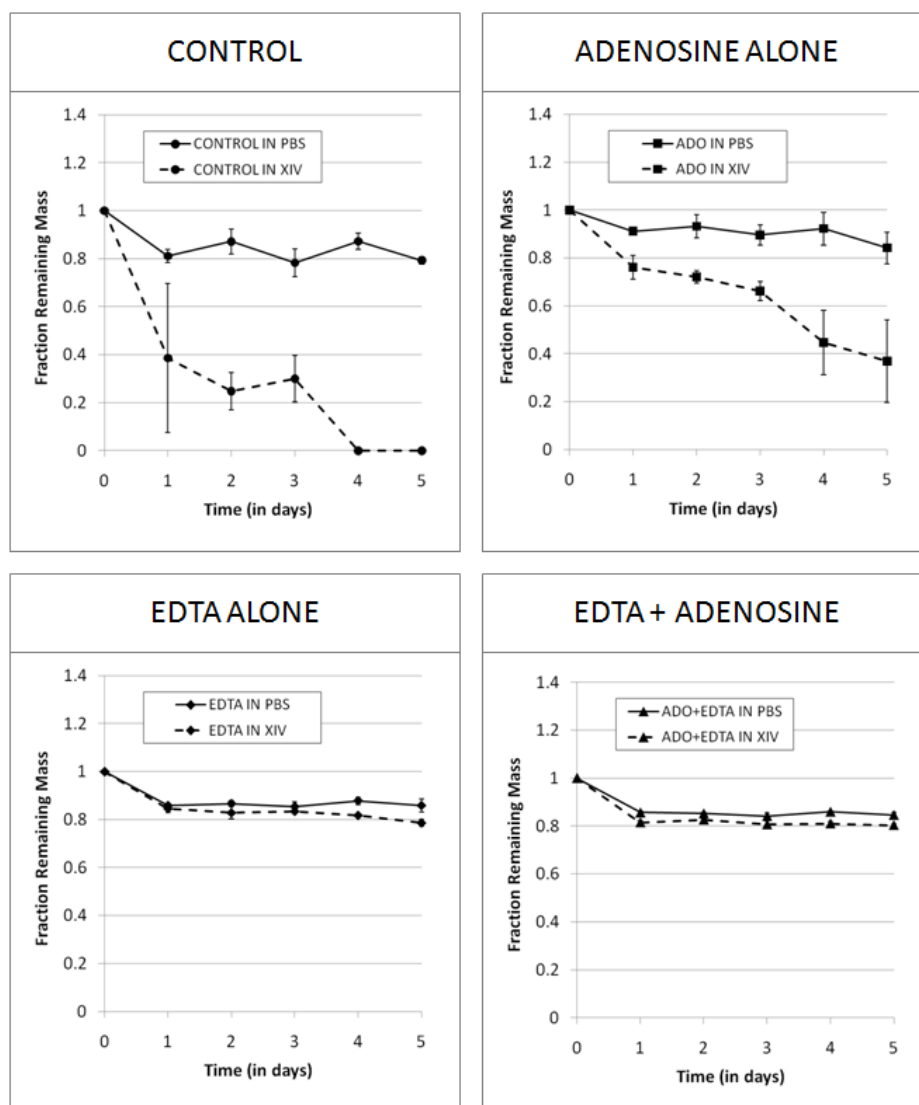 CONTROL
1.4
1.2
1
0.8
0.6
0.4
0.2
0
Fraction Remaining Mass
CONTROL IN PBS
CONTROL IN XIV
0 1 2 3 4 5
Time (in days)
ADENOSINE ALONE
1.4
1.2
1
0.8
0.6
0.4
0.2
0
Fraction Remaining Mass
ADO IN PBS
ADO IN XIV
0 1 2 3 4 5
Time (in days)
EDTA ALONE
1.4
1.2
1
0.8
0.6
0.4
0.2
0
Fraction Remaining Mass
EDTA IN PBS
EDTA IN XIV
0 1 2 3 4 5
Time (in days)
EDTA + ADENOSINE
1.4
1.2
1
0.8
0.6
0.4
0.2
0
Fraction Remaining Mass
ADO+EDTA IN PBS
ADO+EDTA IN XIV
0 1 2 3 4 5
Time (in days)